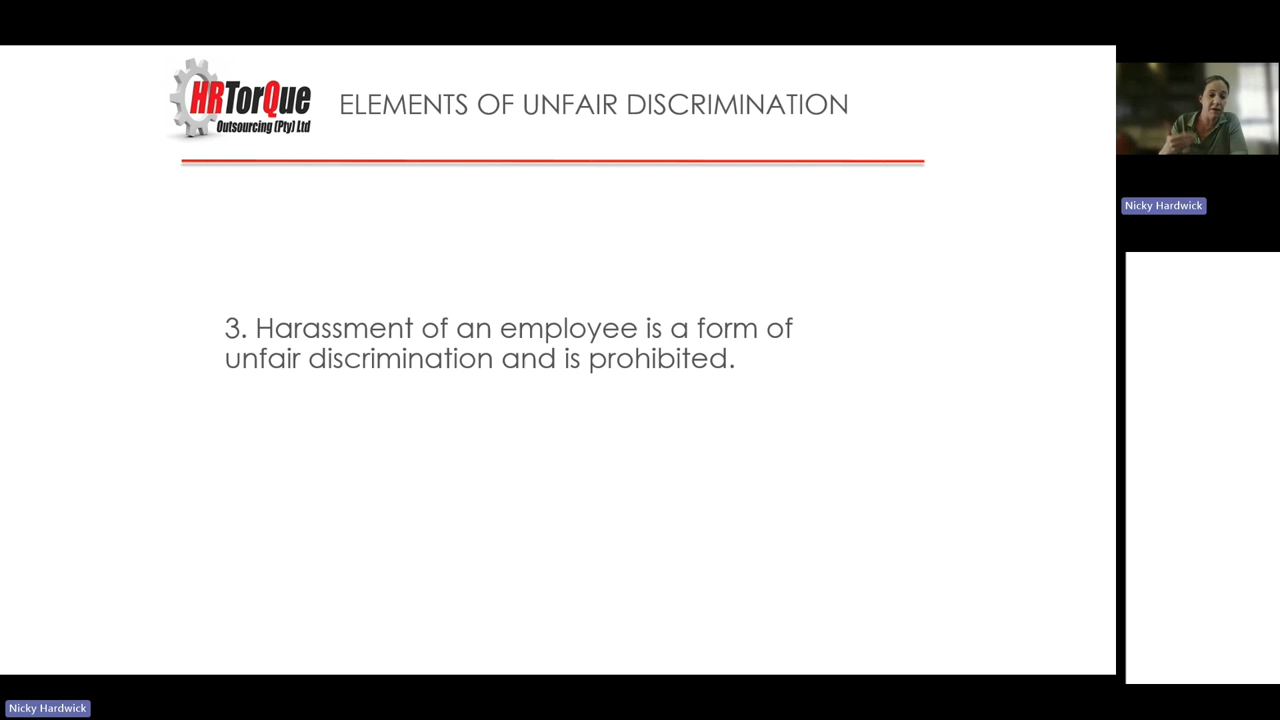 HRTorQue
Outsourcing (Pty) Ltd
ELEMENTS OF UNFAIR DISCRIMINATION
3. Harassment of an employee is a form of
unfair discrimination and is prohibited.
Nicky Hardwick
Nicky Hardwick